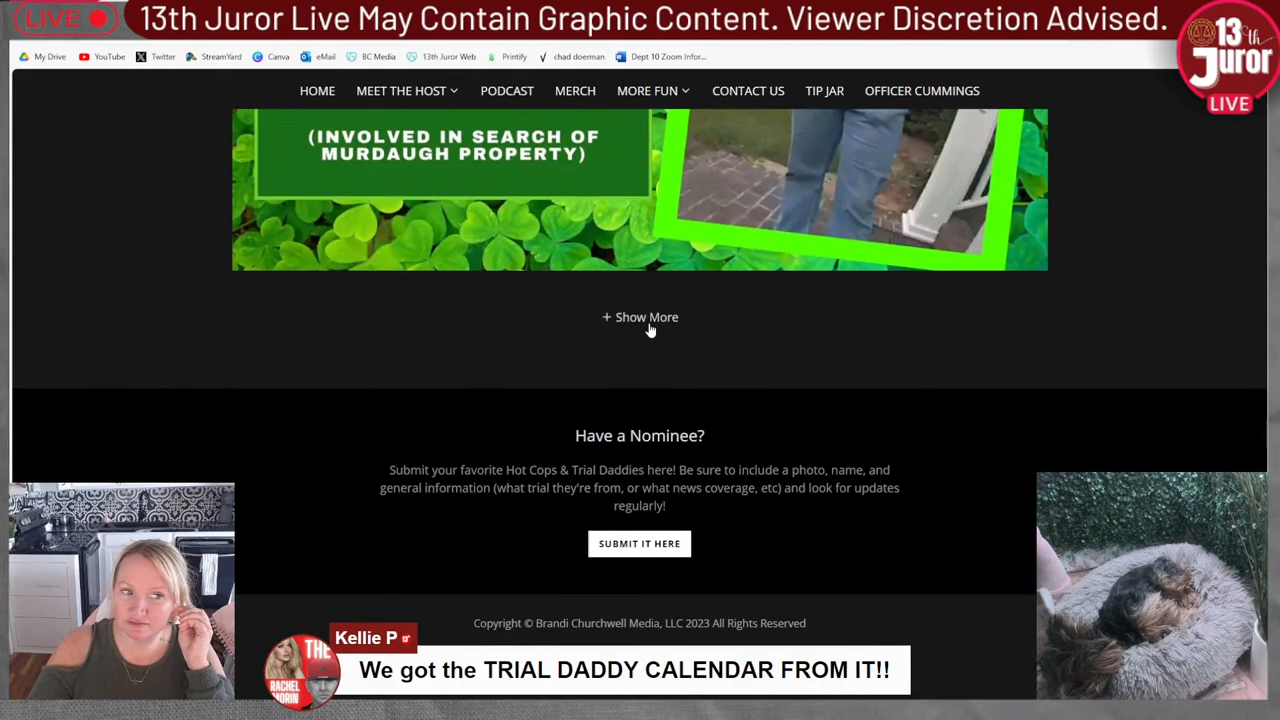 LIVE
13th Juror Live May Contain Graphic Content. Viewer Discretion Advised.
13th
Juror
LIVE
My Drive YouTube Twitter StreamYard Canva eMail BC Media 13th Juror Web Printify chad doerman Dept 10 Zoom Infor...
HOME MEET THE HOST PODCAST MERCH MORE FUN CONTACT US TIP JAR OFFICER CUMMINGS
(INVOLVED IN SEARCH OF
MURDAUGH PROPERTY)
+ Show More
Have a Nominee?
Submit your favorite Hot Cops & Trial Daddies here! Be sure to include a photo, name, and
general information (what trial they're from, or what news coverage, etc) and look for updates
regularly!
SUBMIT IT HERE
Copyright © Brandi Churchwell Media, LLC 2023 All Rights Reserved
Kellie P
THE
RACHEL
MORIN
We got the TRIAL DADDY CALENDAR FROM IT!!